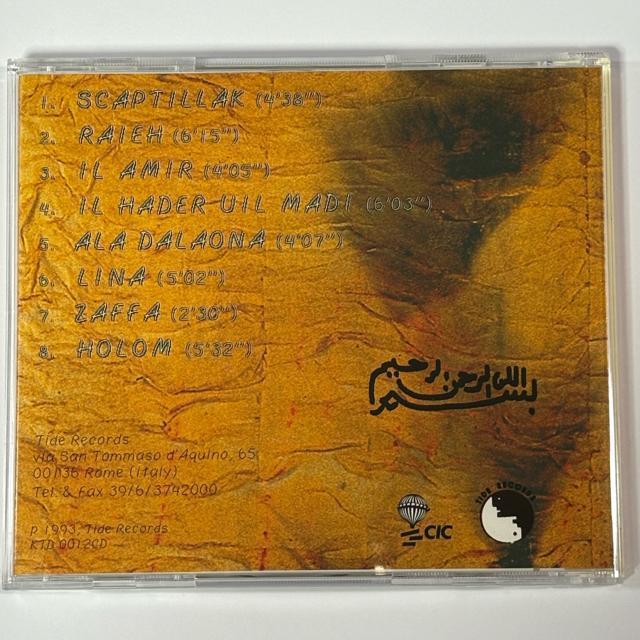 1. SCAPTILLAK (4'38")
2. RAIEH (6'15")
3. IL AMIR (4'05")
4. IL HADER UIL MADI (6'03")
5. ALA DALAONA (4'07")
6. LINA (5'02")
7. ZAFFA (2'30")
8. HOLOM (5'32")
بسم الله الرحمن الرحيم
Tide Records
via San Tommaso d'Aquino, 65
00136 Rome (Italy)
Tel. & Fax 39/6/3742000
CIC
TIDE RECORDS
p 1993, Tide Records
KTD 0012CD